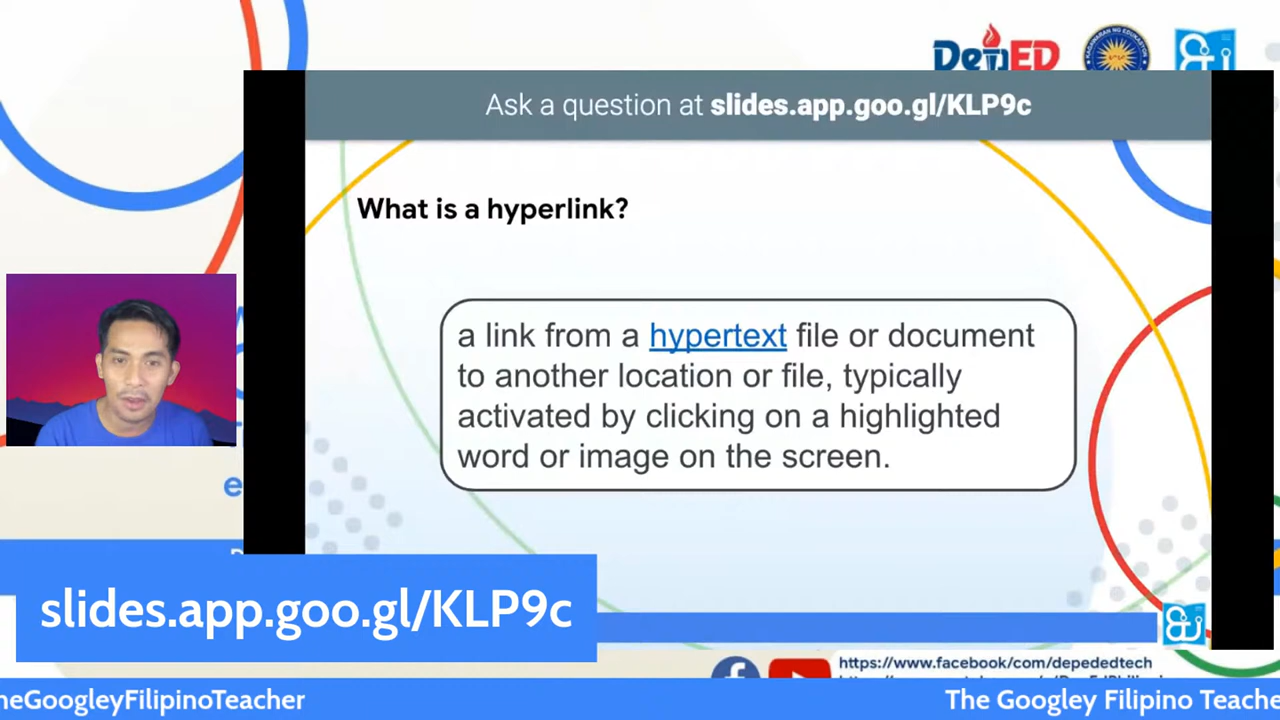 DepED
Ask a question at slides.app.goo.gl/KLP9c
What is a hyperlink?
a link from a hypertext file or document
to another location or file, typically
activated by clicking on a highlighted
word or image on the screen.
slides.app.goo.gl/KLP9c
https://www.facebook/com/depededtech
heGoogleyFilipinoTeacher
The Googley Filipino Teache